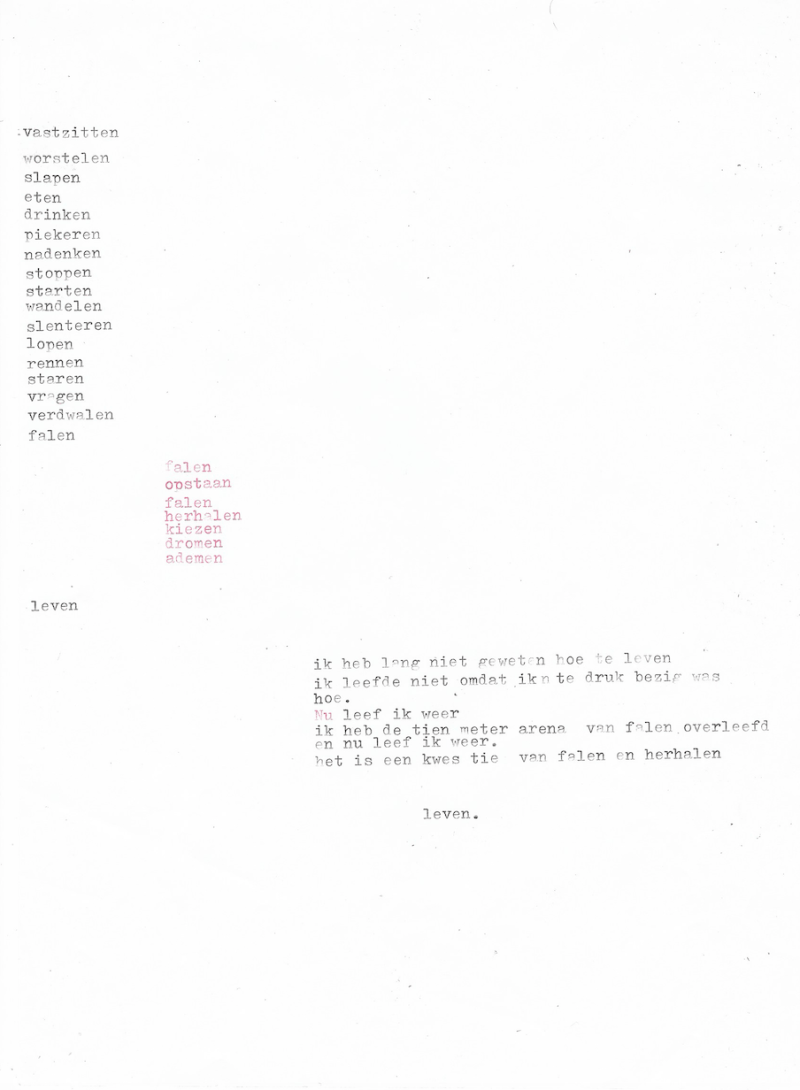 vastzitten
worstelen
slapen
eten
drinken
piekeren
nadenken
stoppen
starten
wandelen
slenteren
lopen
rennen
staren
vragen
verdwalen
falen
falen
opstaan
falen
herhalen
kiezen
dromen
ademen
leven
ik heb lang niet geweten hoe te leven
ik leefde niet omdat ik te druk bezig was
hoe.
Nu leef ik weer
ik heb de tien meter arena van falen overleefd
en nu leef ik weer.
het is een kwes tie van falen en herhalen
leven.